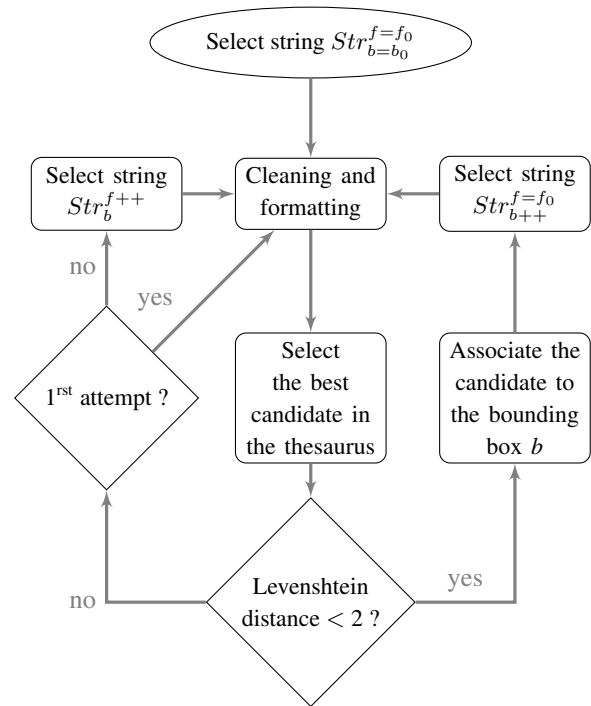 Select string $Str_{b=b_0}^{f=f_0}$
Select string
$Str_{b}^{f++}$
Cleaning and
formatting
Select string
$Str_{b++}^{f=f_0}$
no
yes
1^{rst} attempt ?
Select
the best
candidate in
the thesaurus
Associate the
candidate to
the bounding
box $b$
no
Levenshtein
distance < 2 ?
yes